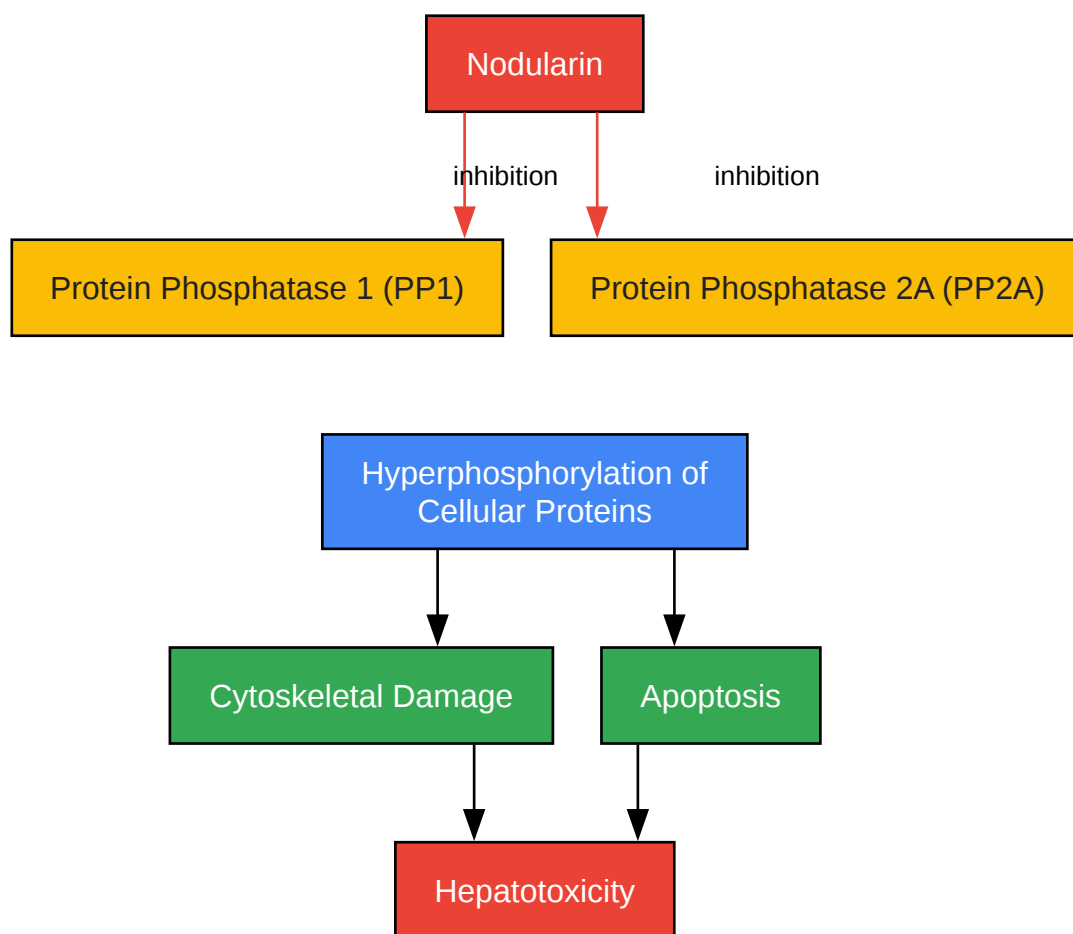 Nodularin
inhibition
inhibition
Protein Phosphatase 1 (PP1)
Protein Phosphatase 2A (PP2A)
Hyperphosphorylation of
Cellular Proteins
Cytoskeletal Damage
Apoptosis
Hepatotoxicity